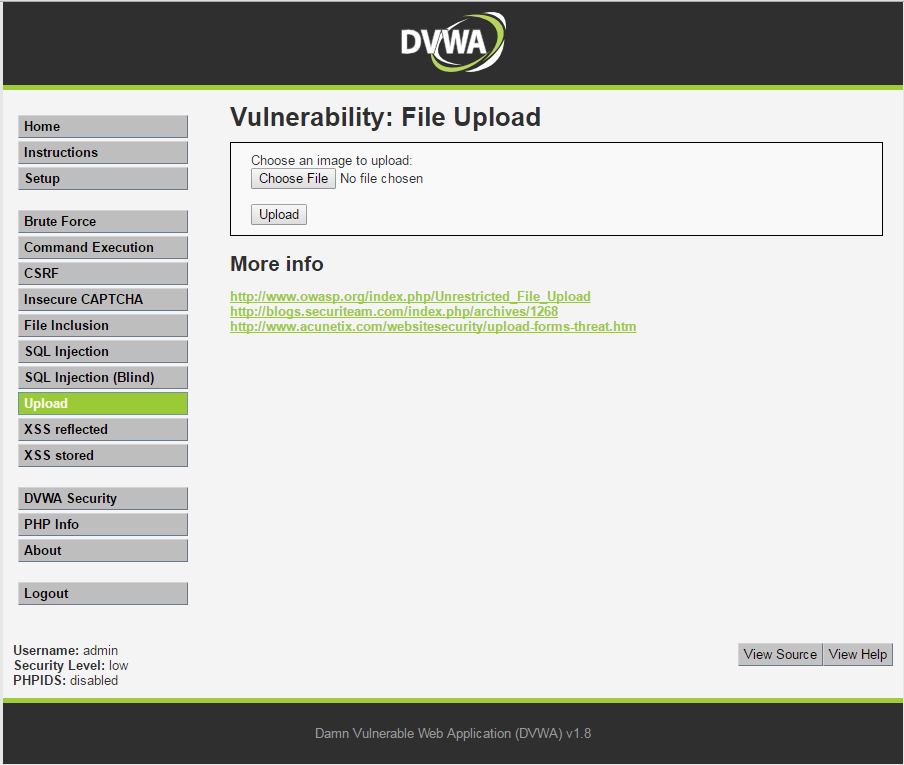 DVWA
Vulnerability: File Upload
Home
Instructions
Setup
Brute Force
Command Execution
CSRF
Insecure CAPTCHA
File Inclusion
SQL Injection
SQL Injection (Blind)
Upload
XSS reflected
XSS stored
DVWA Security
PHP Info
About
Logout
Choose an image to upload:
Choose File No file chosen
Upload
More info
http://www.owasp.org/index.php/Unrestricted_File_Upload
http://blogs.securiteam.com/index.php/archives/1268
http://www.acunetix.com/websitesecurity/upload-forms-threat.htm
Username: admin
Security Level: low
PHPIDS: disabled
View Source View Help
Damn Vulnerable Web Application (DVWA) v1.8